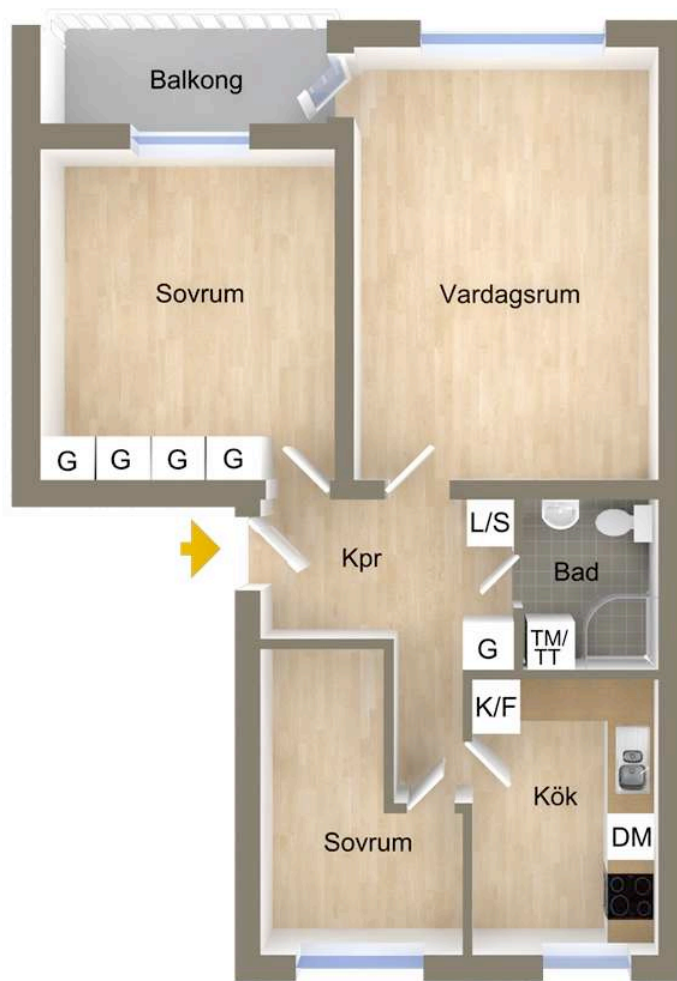 Balkong
Sovrum
Vardagsrum
G G G G
L/S
Kpr
Bad
G
TM/
TT
K/F
Kök
Sovrum
DM